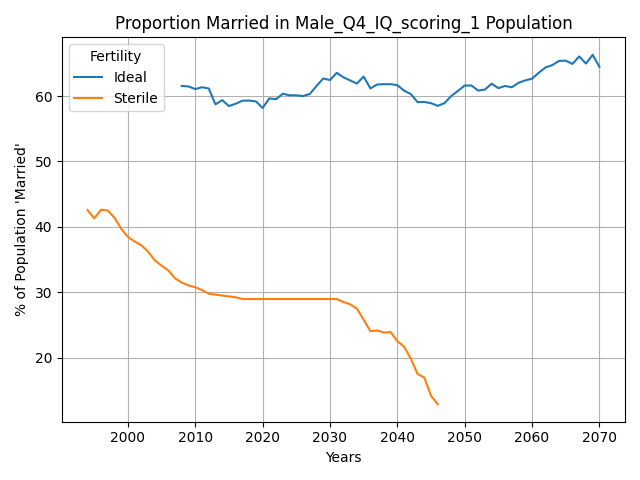 Proportion Married in Male_Q4_IQ_scoring_1 Population
Fertility
Ideal
Sterile
% of Population 'Married'
60
50
40
30
20
2000
2010
2020
2030
2040
2050
2060
2070
Years